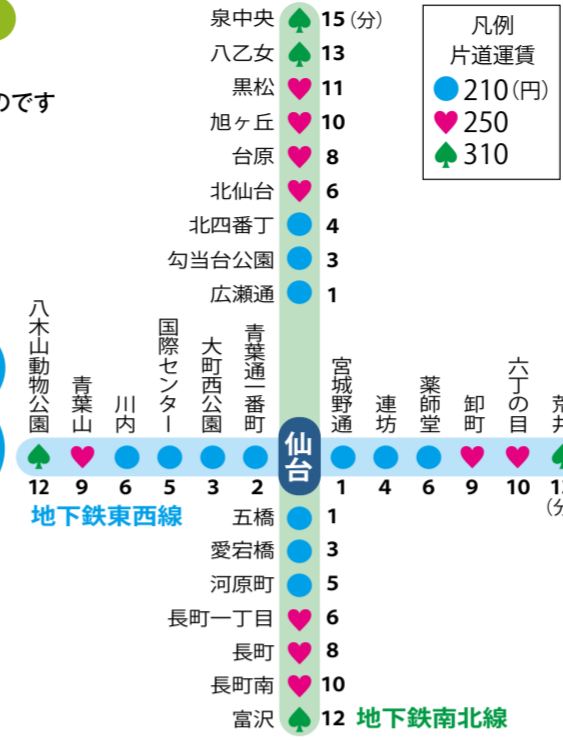 のです
泉中央 15(分)
八乙女 13
黒松 11
旭ヶ丘 10
台原 8
北仙台 6
北四番丁 4
勾当台公園 3
広瀬通 1
凡例
片道運賃
210(円)
250
310
八木山動物公園
青葉山
川内
国際センター
大町西公園
青葉通一番町
仙台
宮城野通
連坊
薬師堂
卸町
六丁の目
荒井
12 9 6 5 3 2 1 4 6 9 10
地下鉄東西線
五橋 1
愛宕橋 3
河原町 5
長町一丁目 6
長町 8
長町南 10
富沢 12 地下鉄南北線